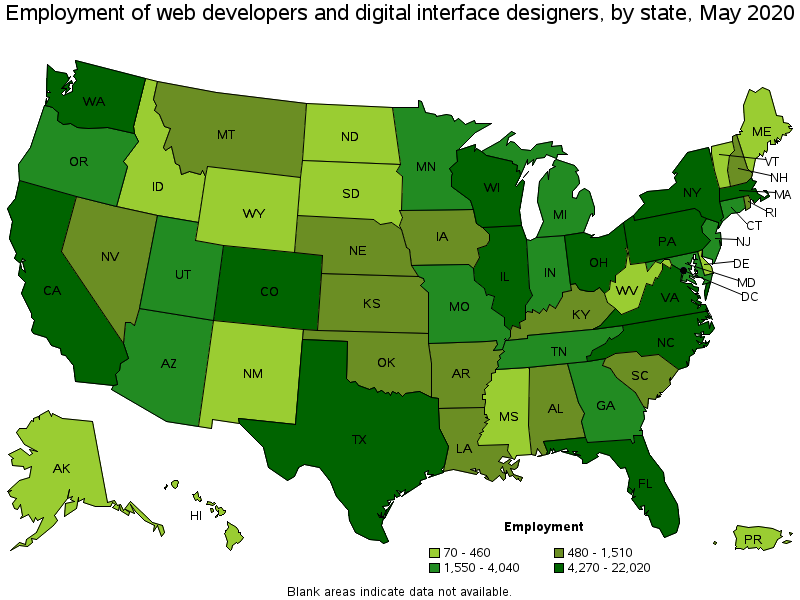 Employment of web developers and digital interface designers, by state, May 2020
WA
MT
ND
ME
OR
MN
VT
ID
SD
WI
NH
WY
MI
NY
MA
RI
CT
NV
NE
IA
PA
NJ
UT
IL
IN
OH
DE
CA
CO
WV
MD
KS
MO
VA
DC
KY
AZ
OK
TN
NC
NM
AR
SC
MS
AL
GA
TX
LA
AK
FL
HI
PR
Employment
70 - 460
480 - 1,510
1,550 - 4,040
4,270 - 22,020
Blank areas indicate data not available.